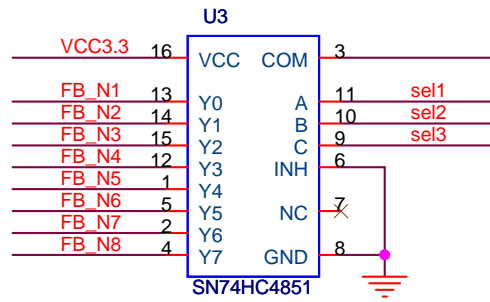 U3
VCC3.3 16 VCC COM 3
FB_N1 13 Y0 A 11 sel1
FB_N2 14 Y1 B 10 sel2
FB_N3 15 Y2 C 9 sel3
FB_N4 12 Y3 INH 6
FB_N5 1 Y4
FB_N6 5 Y5 NC 7
FB_N7 2 Y6
FB_N8 4 Y7 GND 8
SN74HC4851